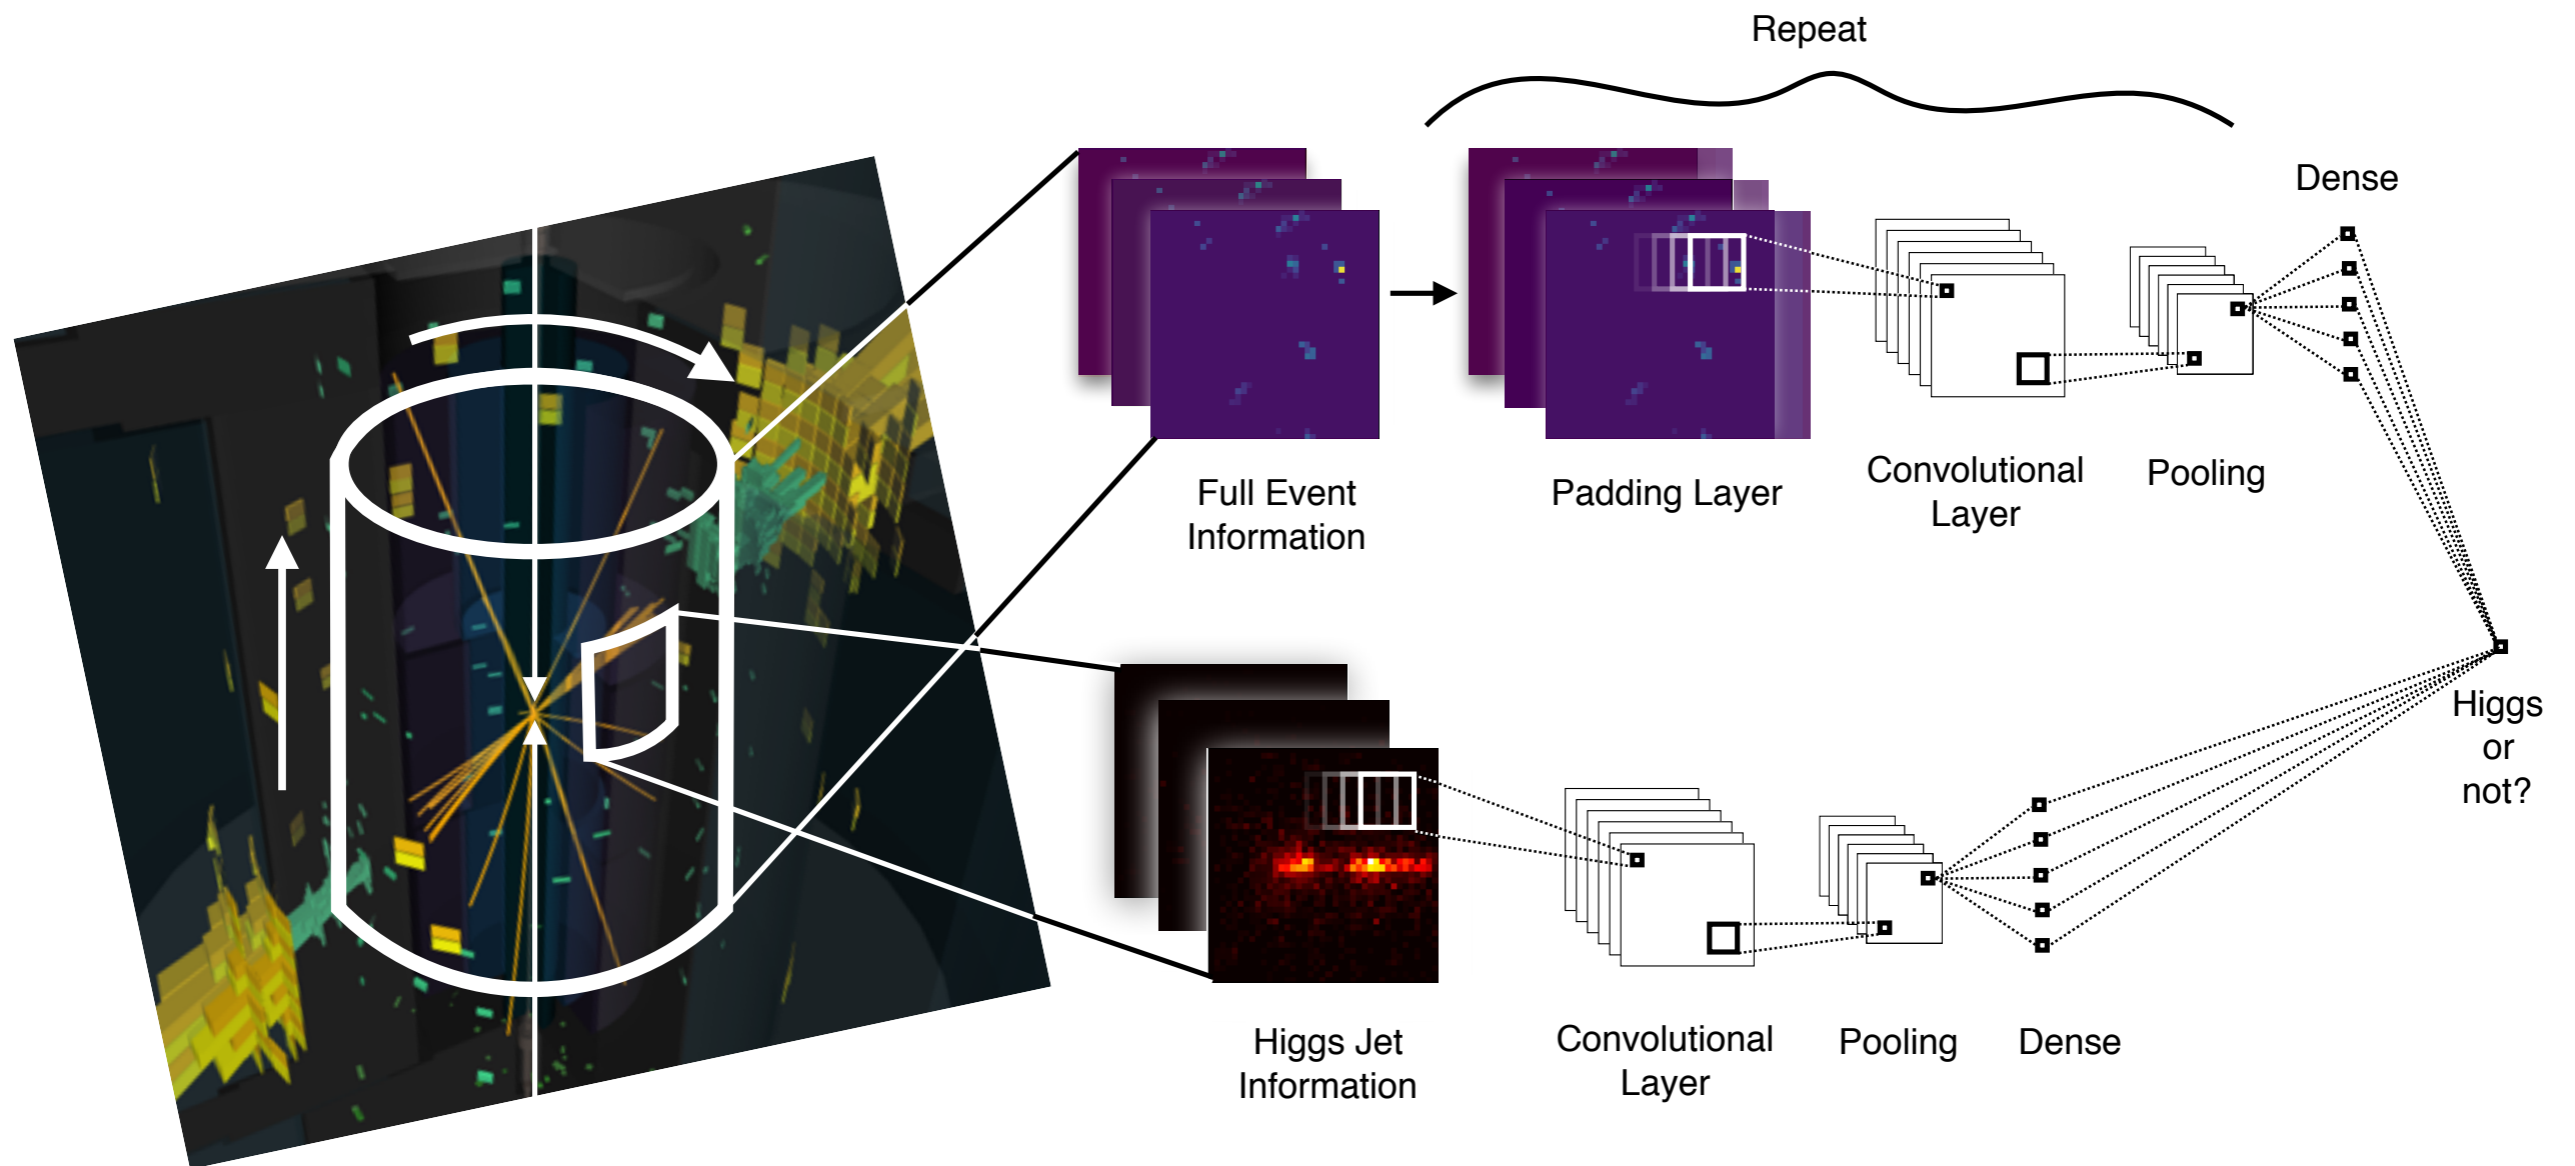 Repeat
Dense
Full Event
Information
Padding Layer
Convolutional
Layer
Pooling
Higgs
or
not?
Higgs Jet
Information
Convolutional
Layer
Pooling
Dense